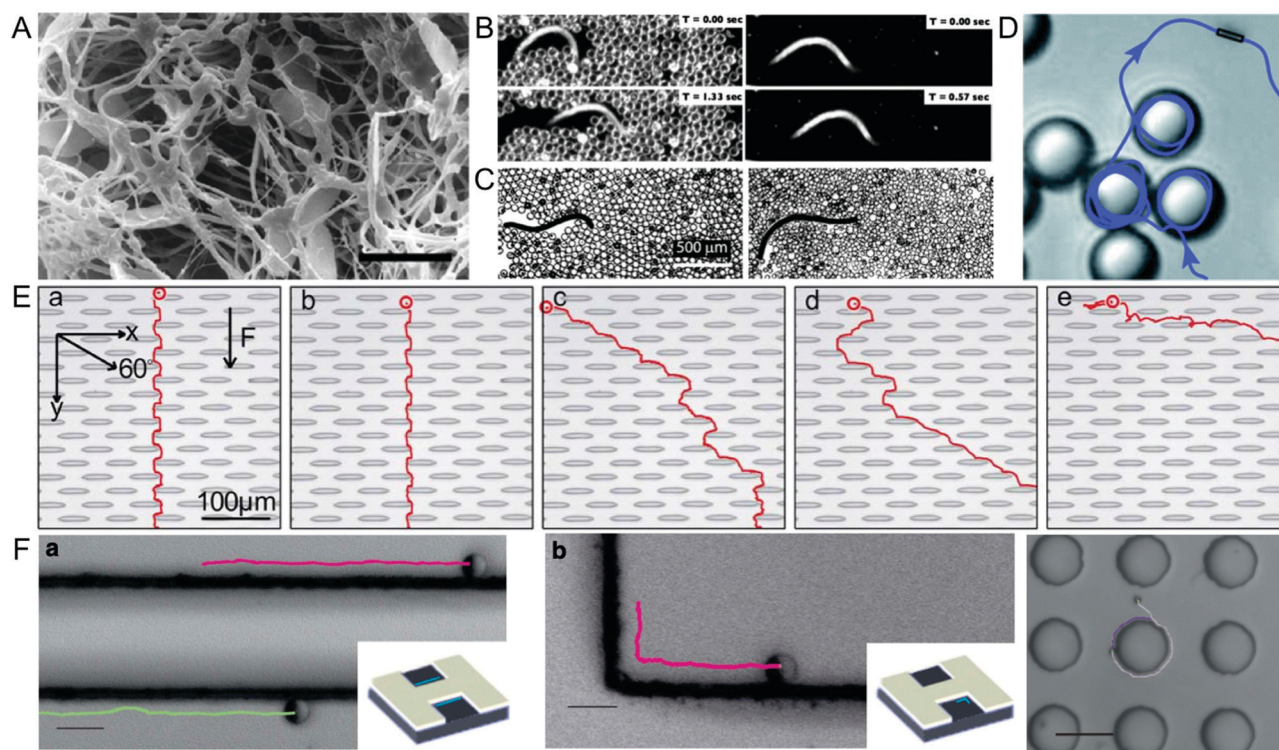 A
B
T = 0.00 sec
T = 0.00 sec
T = 1.33 sec
T = 0.57 sec
C
500 µm
D
E
a
x
60°
y
F
100µm
b
c
d
e
F
a
b